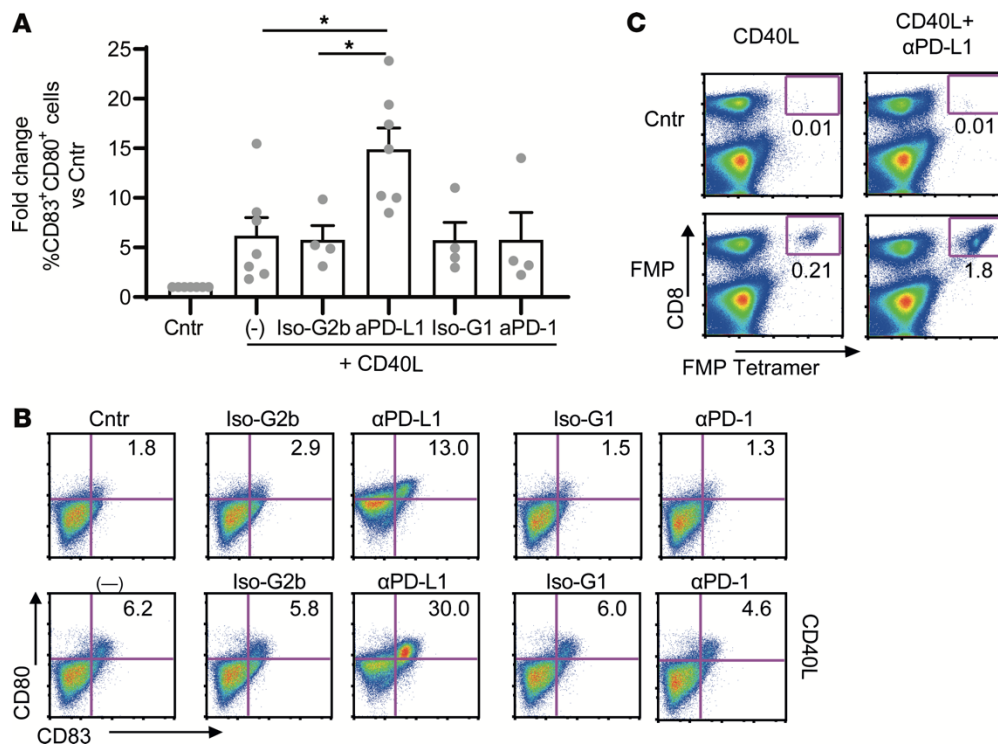 A
Fold change
%CD83⁺CD80⁺ cells
vs Cntr
25
20
15
10
5
0
*
*
Cntr (-) Iso-G2b aPD-L1 Iso-G1 aPD-1
+ CD40L
C
CD40L
CD40L+
αPD-L1
Cntr
0.01
0.01
FMP
0.21
1.8
CD8
FMP Tetramer
B
Cntr Iso-G2b αPD-L1 Iso-G1 αPD-1
1.8 2.9 13.0 1.5 1.3
(—) Iso-G2b αPD-L1 Iso-G1 αPD-1
6.2 5.8 30.0 6.0 4.6
CD40L
CD80
CD83